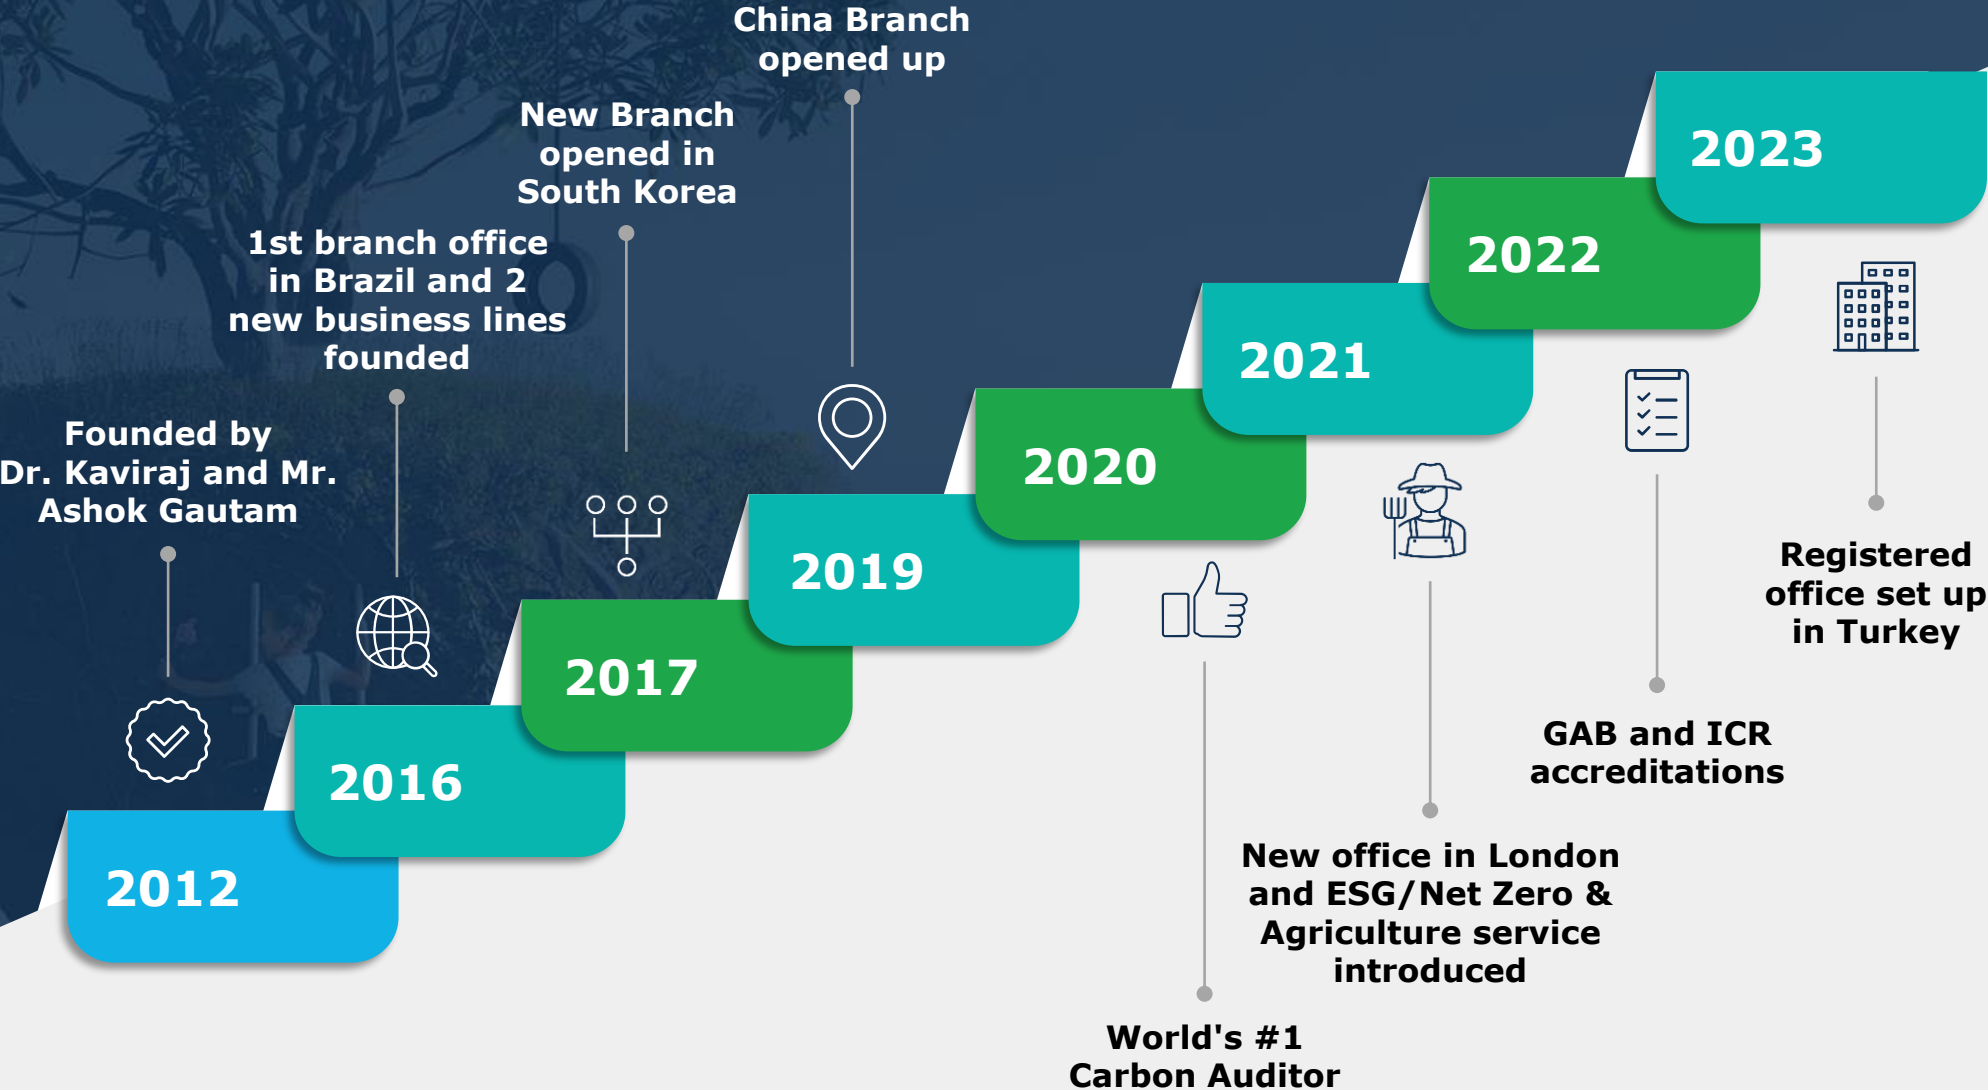 2012
Founded by
Dr. Kaviraj and Mr.
Ashok Gautam
2016
1st branch office
in Brazil and 2
new business lines
founded
2017
New Branch
opened in
South Korea
2019
China Branch
opened up
2020
World's #1
Carbon Auditor
2021
New office in London
and ESG/Net Zero &
Agriculture service
introduced
2022
GAB and ICR
accreditations
2023
Registered
office set up
in Turkey